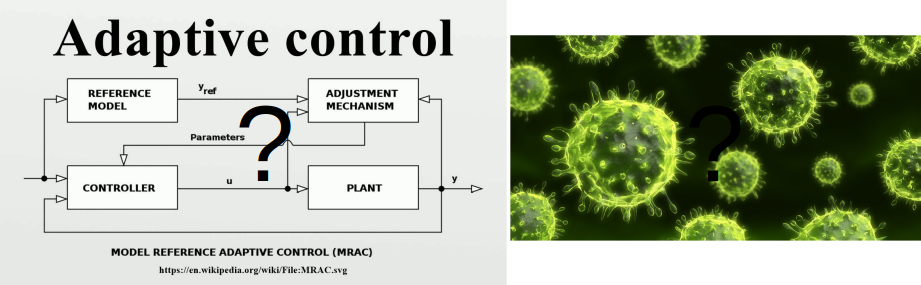 Adaptive control
REFERENCE
MODEL
yref
ADJUSTMENT
MECHANISM
?
Parameters
CONTROLLER
u
PLANT
y
MODEL REFERENCE ADAPTIVE CONTROL (MRAC)
https://en.wikipedia.org/wiki/File:MRAC.svg
?